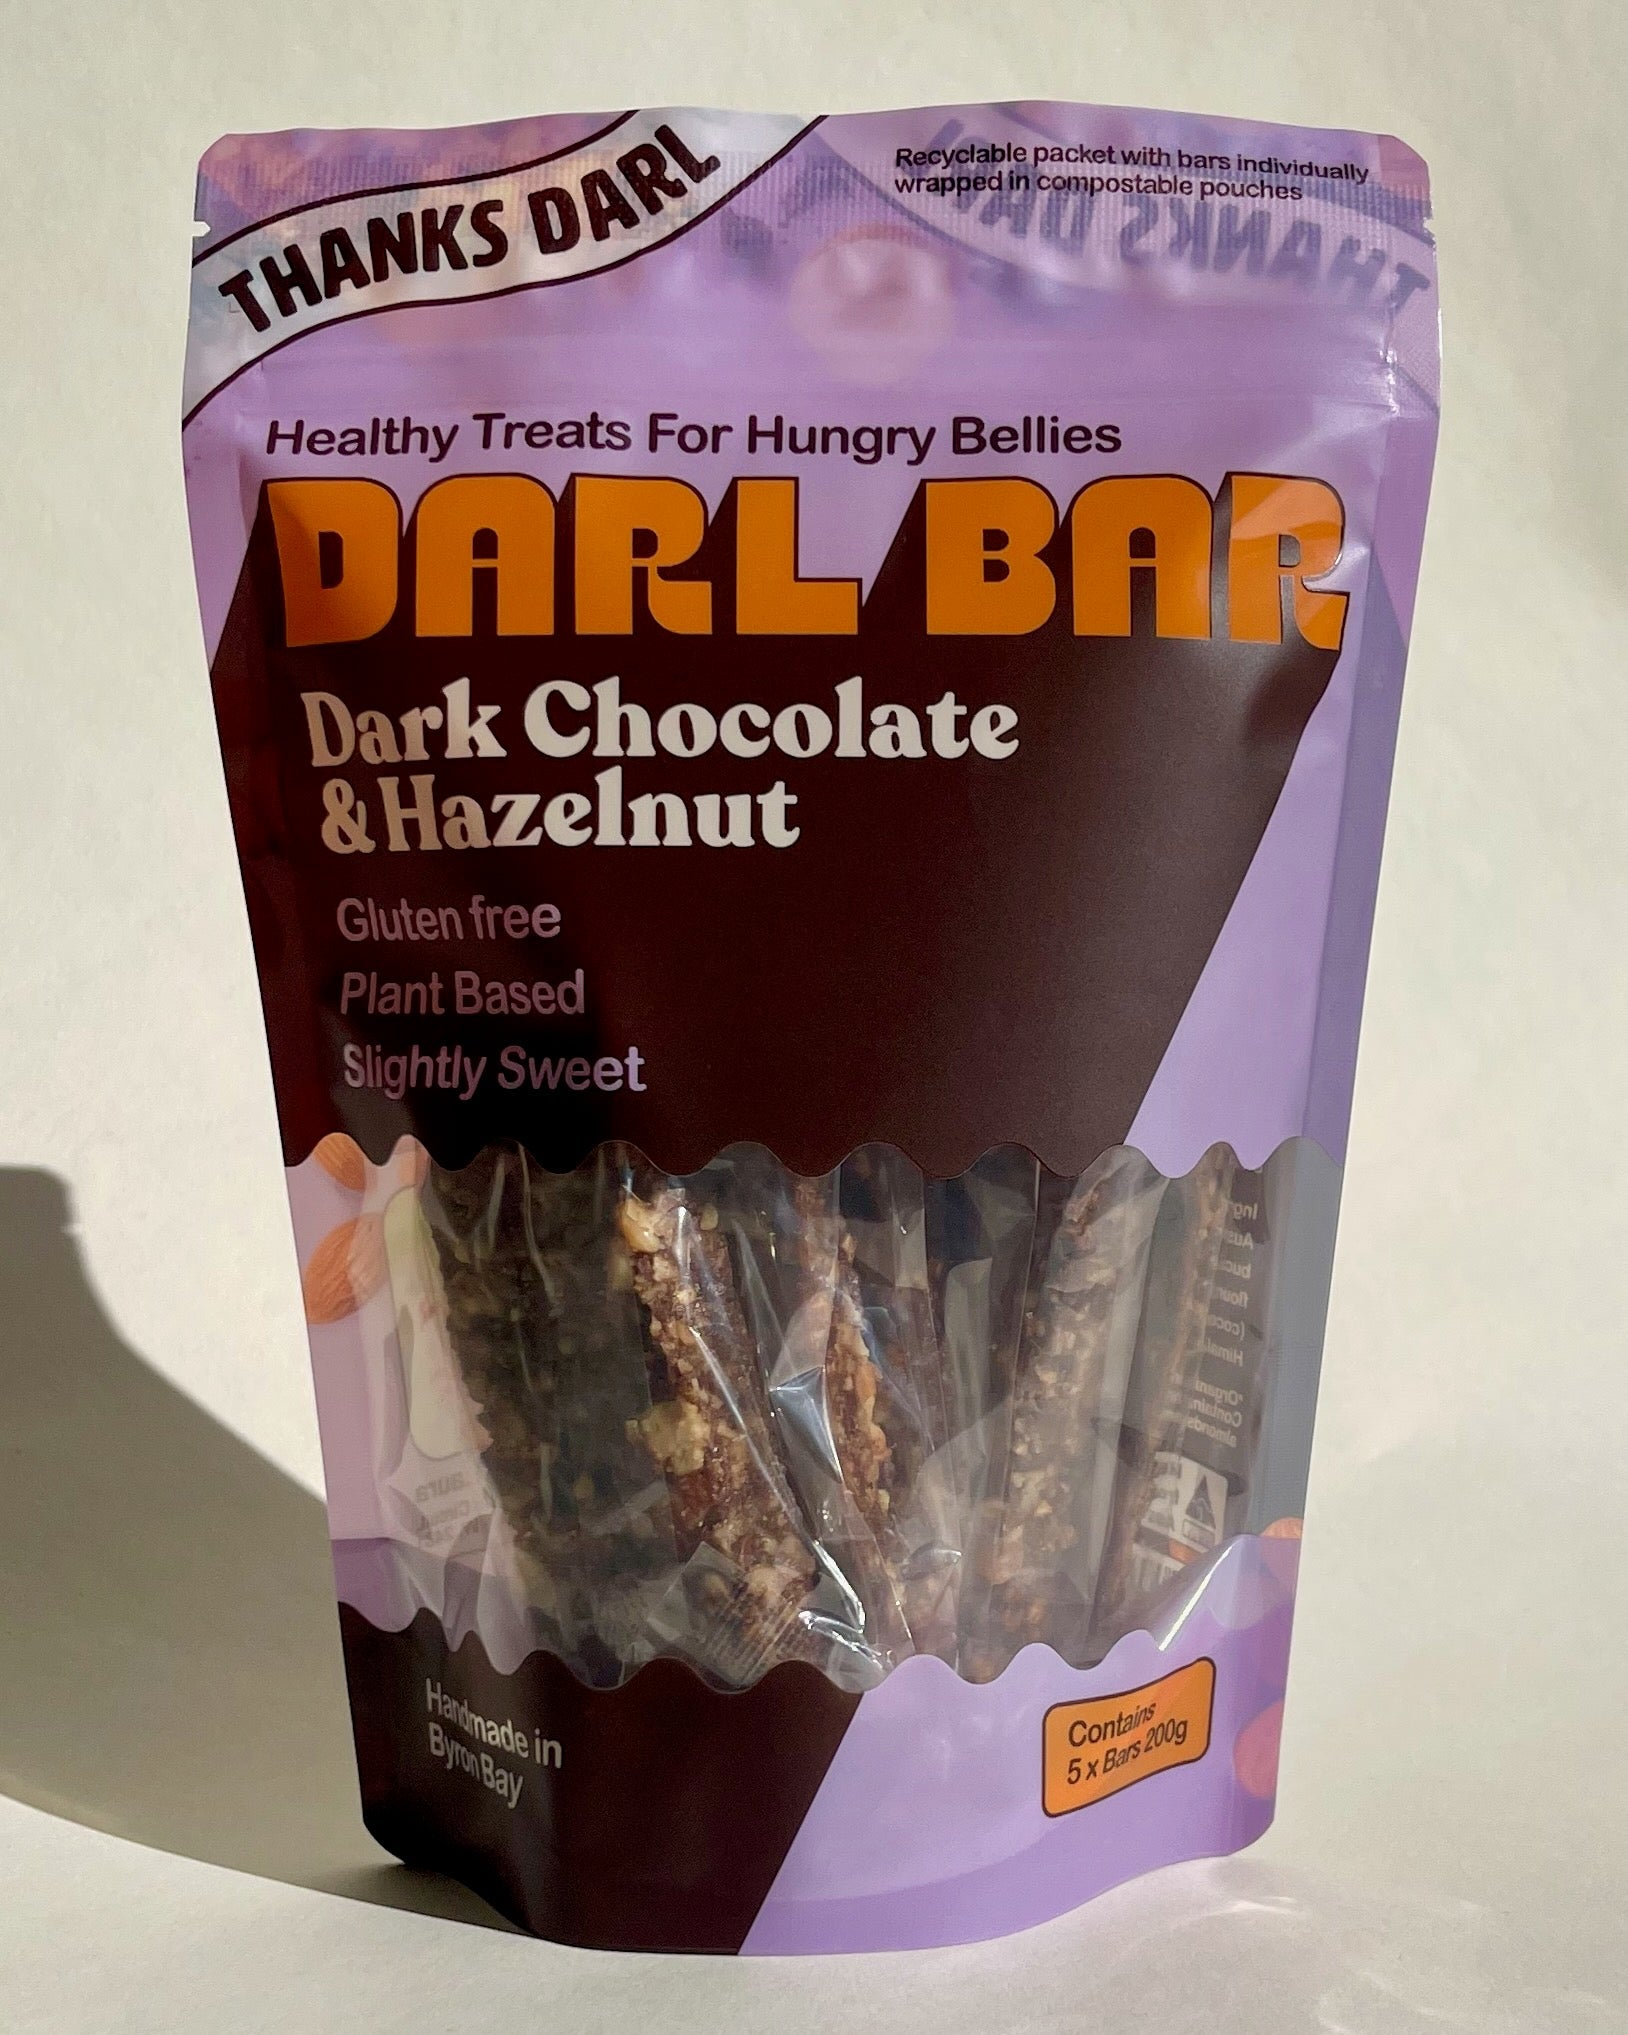 THANKS DARL
Recyclable packet with bars individually
wrapped in compostable pouches
Healthy Treats For Hungry Bellies
DARL BAR
Dark Chocolate
& Hazelnut
Gluten free
Plant Based
Slightly Sweet
Handmade in
Byron Bay
Contains
5 x Bars 200g